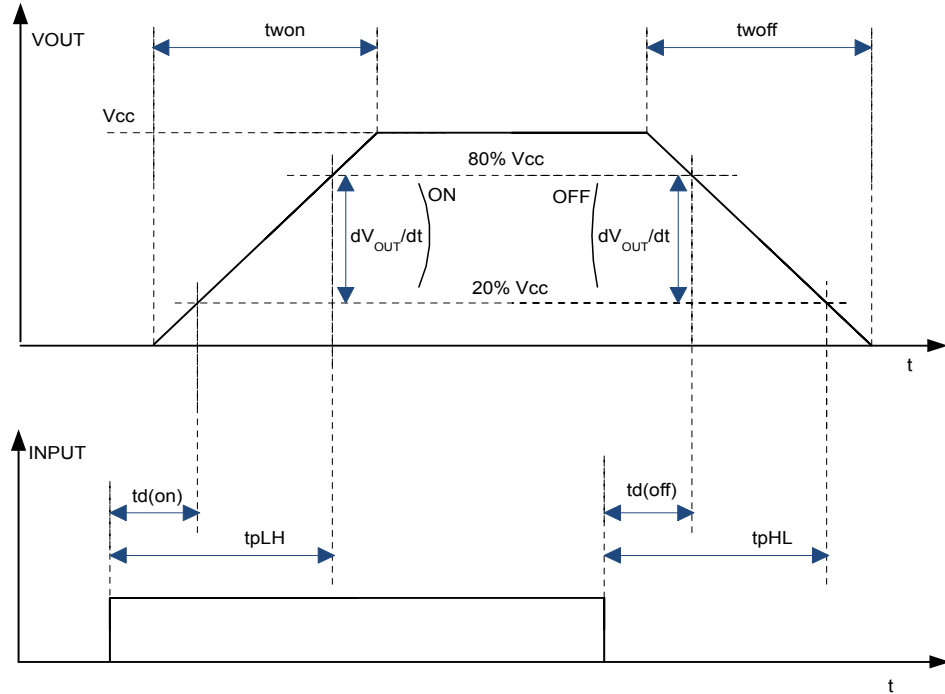 twon
twoff
VOUT
Vcc
80% Vcc
ON
OFF
dVOUT/dt
dVOUT/dt
20% Vcc
t
INPUT
td(on)
td(off)
tpLH
tpHL
t